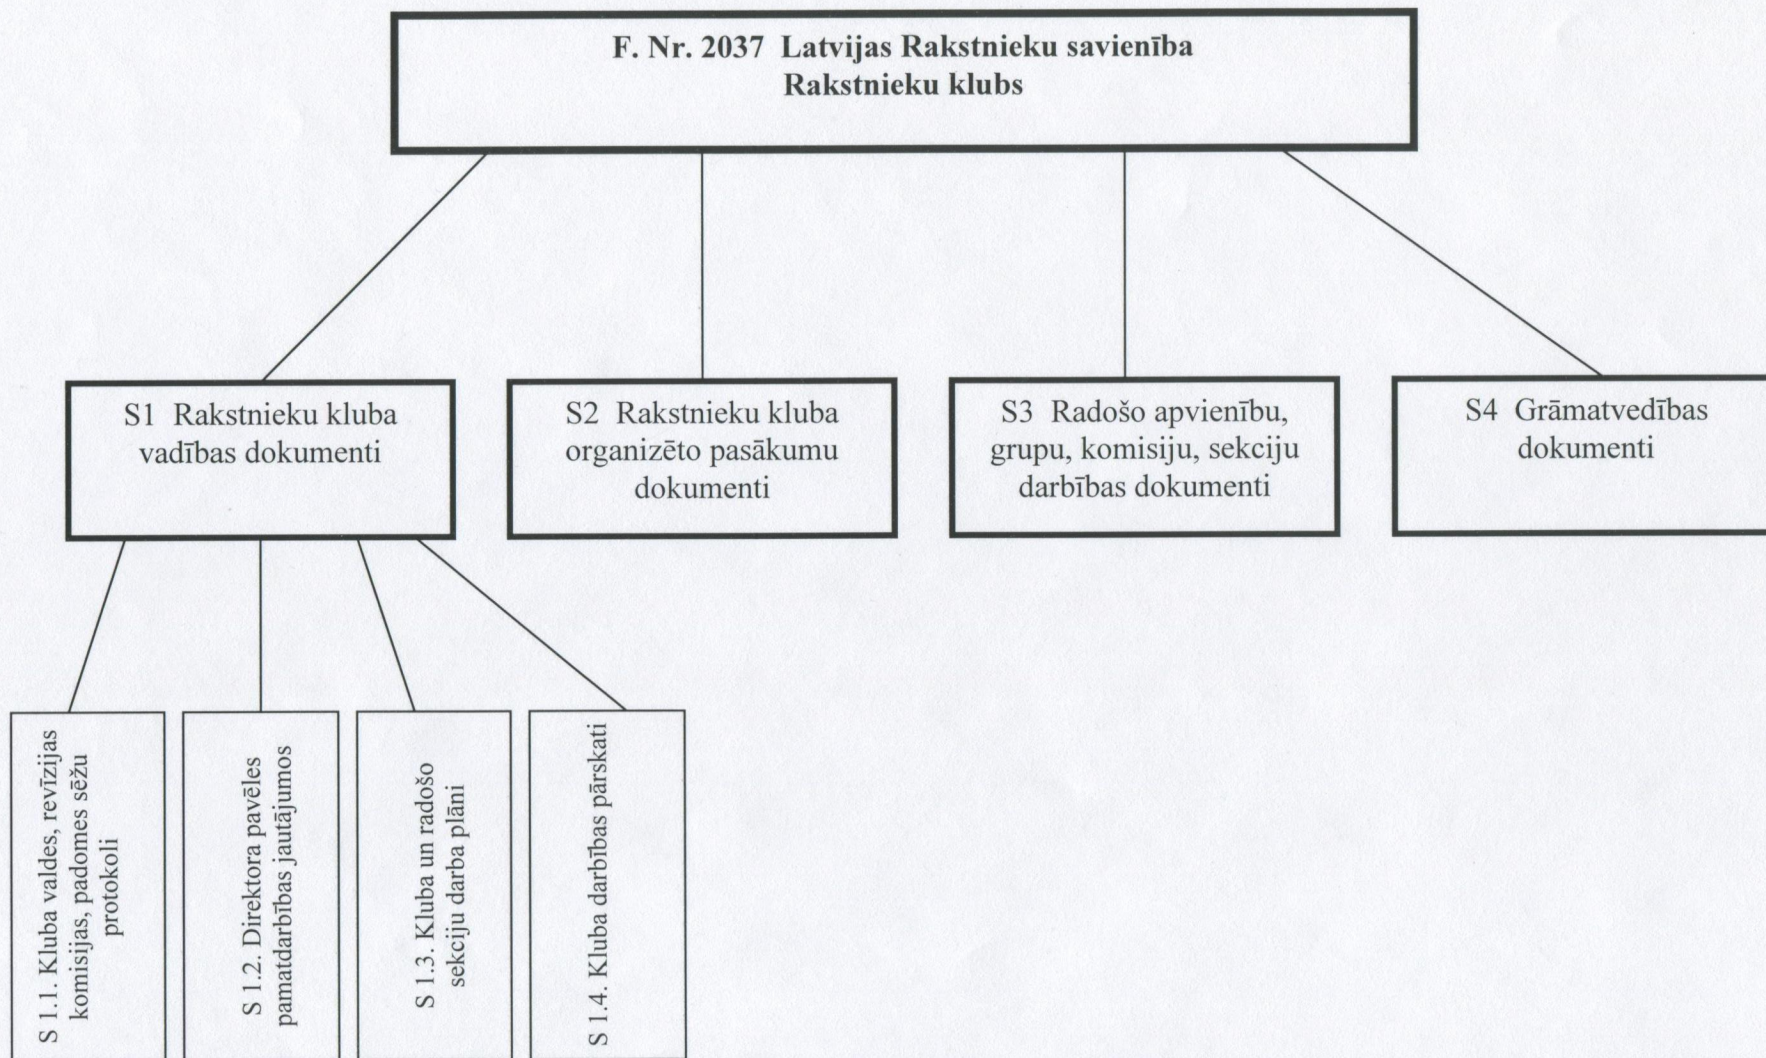 F. Nr. 2037 Latvijas Rakstnieku savienība
Rakstnieku klubs
S1 Rakstnieku kluba
vadības dokumenti
S2 Rakstnieku kluba
organizēto pasākumu
dokumenti
S3 Radošo apvienību,
grupu, komisiju, sekciju
darbības dokumenti
S4 Grāmatvedības
dokumenti
S 1.1. Kluba valdes, revīzijas
komisijas, padomes sēžu
protokoli
S 1.2. Direktora pavēles
pamatdarbības jautājumos
S 1.3. Kluba un radošo
sekciju darba plāni
S 1.4. Kluba darbības pārskati